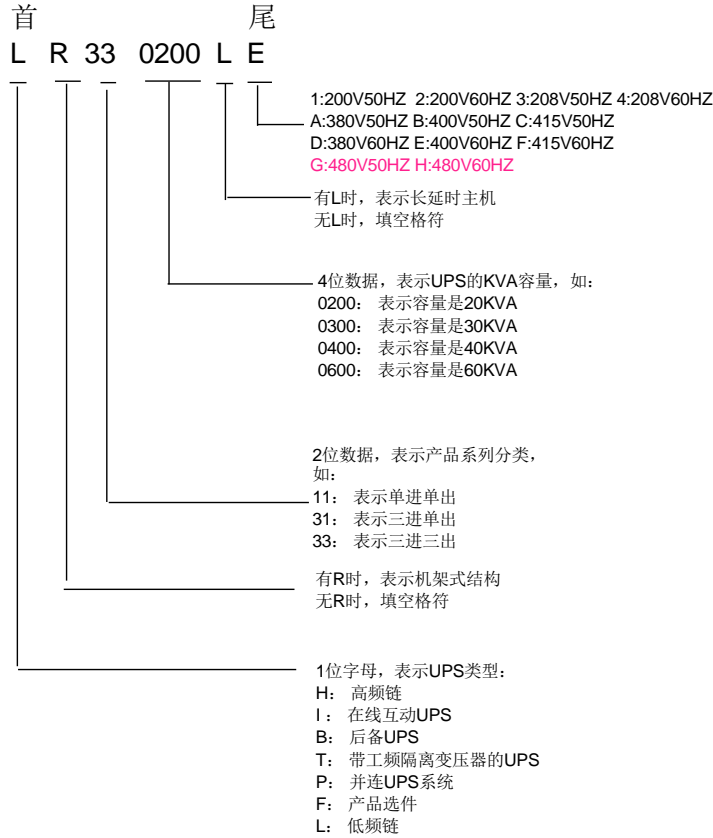 首 尾
L R 33 0200 L E
1:200V50HZ 2:200V60HZ 3:208V50HZ 4:208V60HZ
A:380V50HZ B:400V50HZ C:415V50HZ
D:380V60HZ E:400V60HZ F:415V60HZ
G:480V50HZ H:480V60HZ
有L时，表示长延时主机
无L时，填空格符
4位数据，表示UPS的KVA容量，如：
0200： 表示容量是20KVA
0300： 表示容量是30KVA
0400： 表示容量是40KVA
0600： 表示容量是60KVA
2位数据，表示产品系列分类，
如：
11： 表示单进单出
31： 表示三进单出
33： 表示三进三出
有R时，表示机架式结构
无R时，填空格符
1位字母，表示UPS类型：
H： 高频链
I： 在线互动UPS
B： 后备UPS
T： 带工频隔离变压器的UPS
P： 并连UPS系统
F： 产品选件
L： 低频链